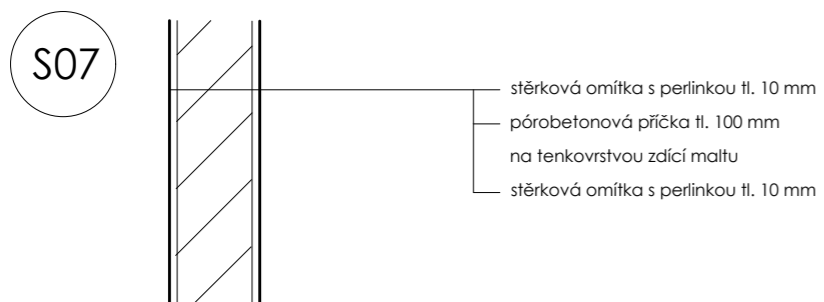 S07
stěrková omítka s perlinkou tl. 10 mm
pórobetonová příčka tl. 100 mm
na tenkovrstvou zdící maltu
stěrková omítka s perlinkou tl. 10 mm